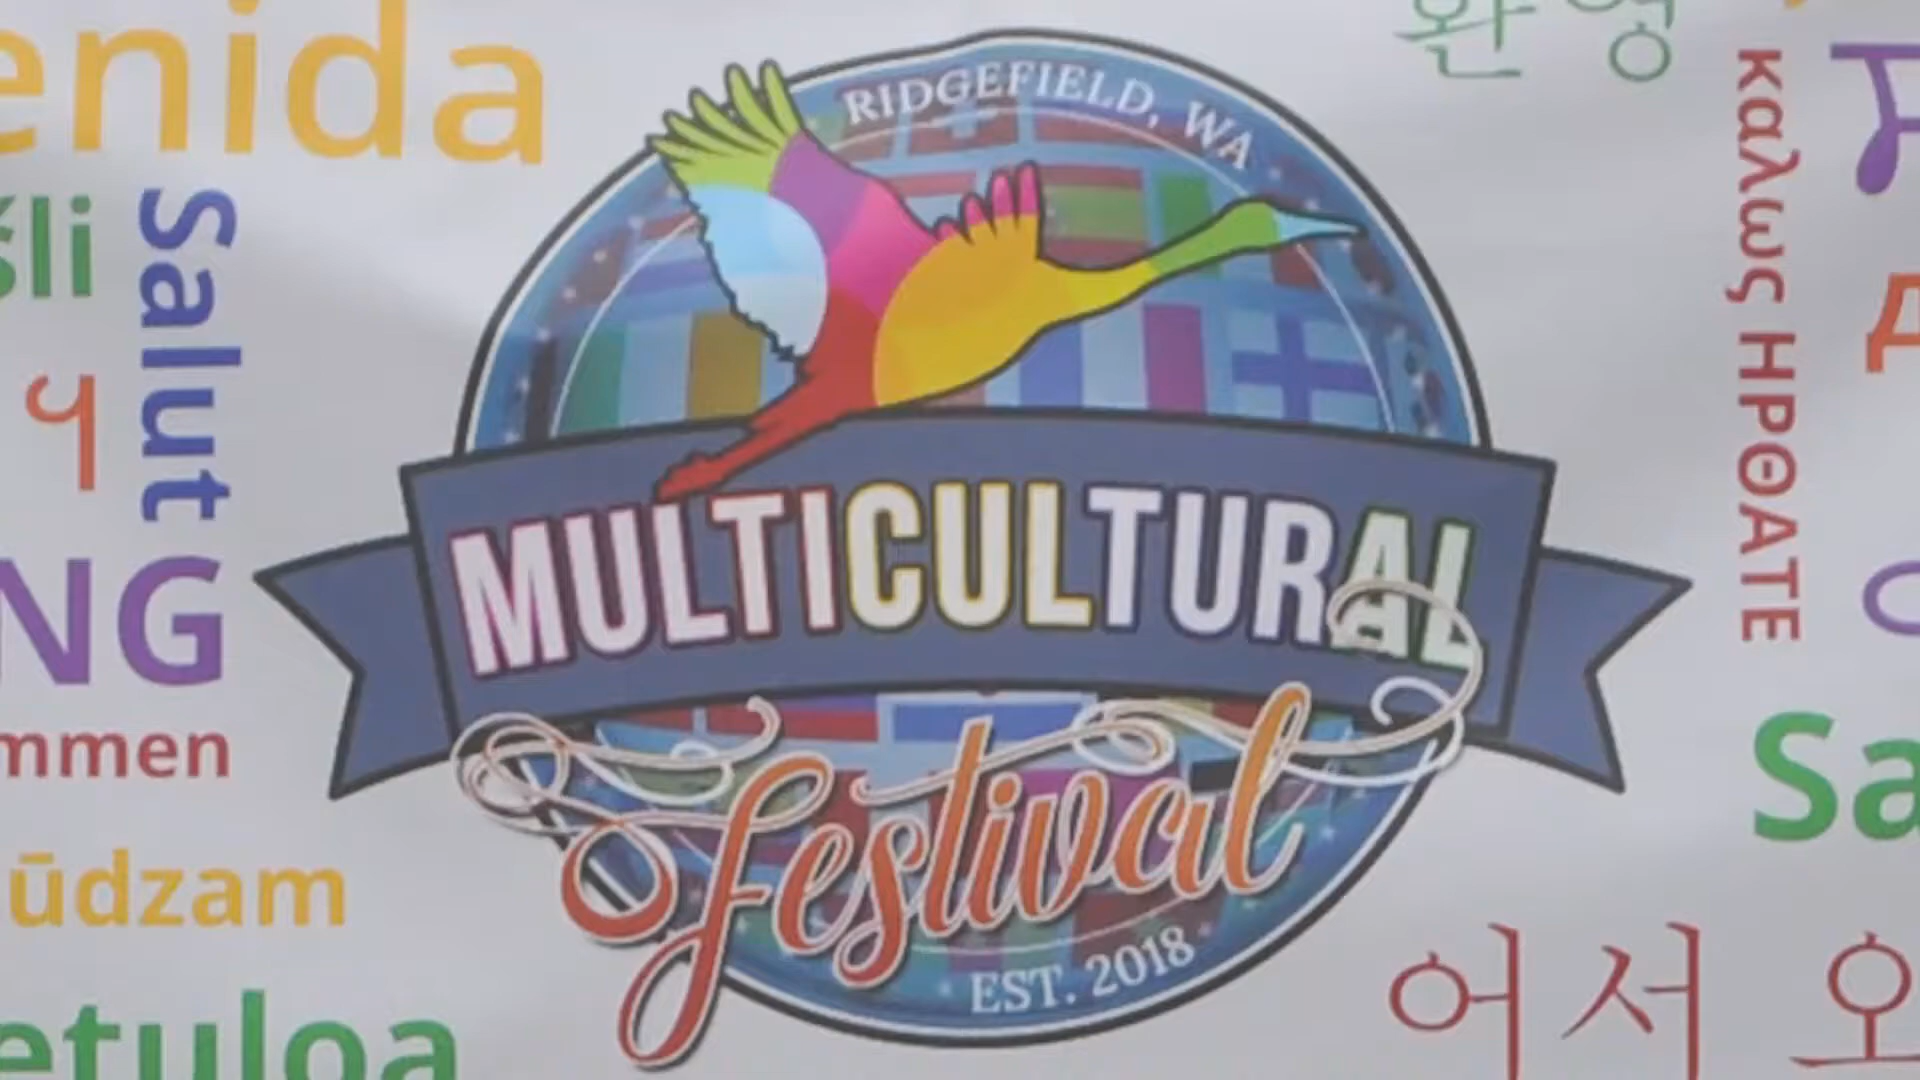 enida
환영
RIDGEFIELD, WA
καλως ΗΡΘΑΤΕ
šli
Salut
NG
MULTICULTURAL
mmen
Festival
Sa
ūdzam
EST. 2018
어서 오
etuloa